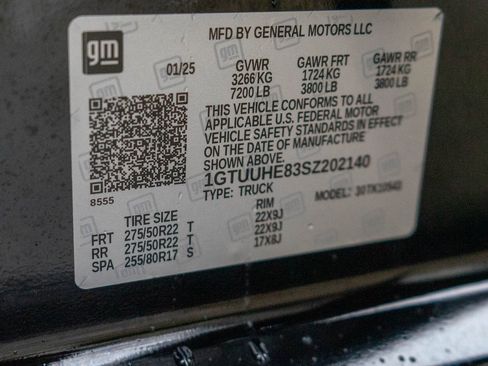 gm
MFD BY GENERAL MOTORS LLC
01/25 GVWR GAWR FRT GAWR RR
3266 KG 1724 KG 1724 KG
7200 LB 3800 LB 3800 LB
THIS VEHICLE CONFORMS TO ALL
APPLICABLE U.S. FEDERAL MOTOR
VEHICLE SAFETY STANDARDS IN EFFECT
ON THE DATE OF MANUFACTURE
SHOWN ABOVE.
8555 1GTUUHE83SZ202140
TYPE: TRUCK MODEL:
TIRE SIZE RIM
FRT 275/50R22 T 22X9J
RR 275/50R22 T 22X9J
SPA 255/80R17 S 17X8J